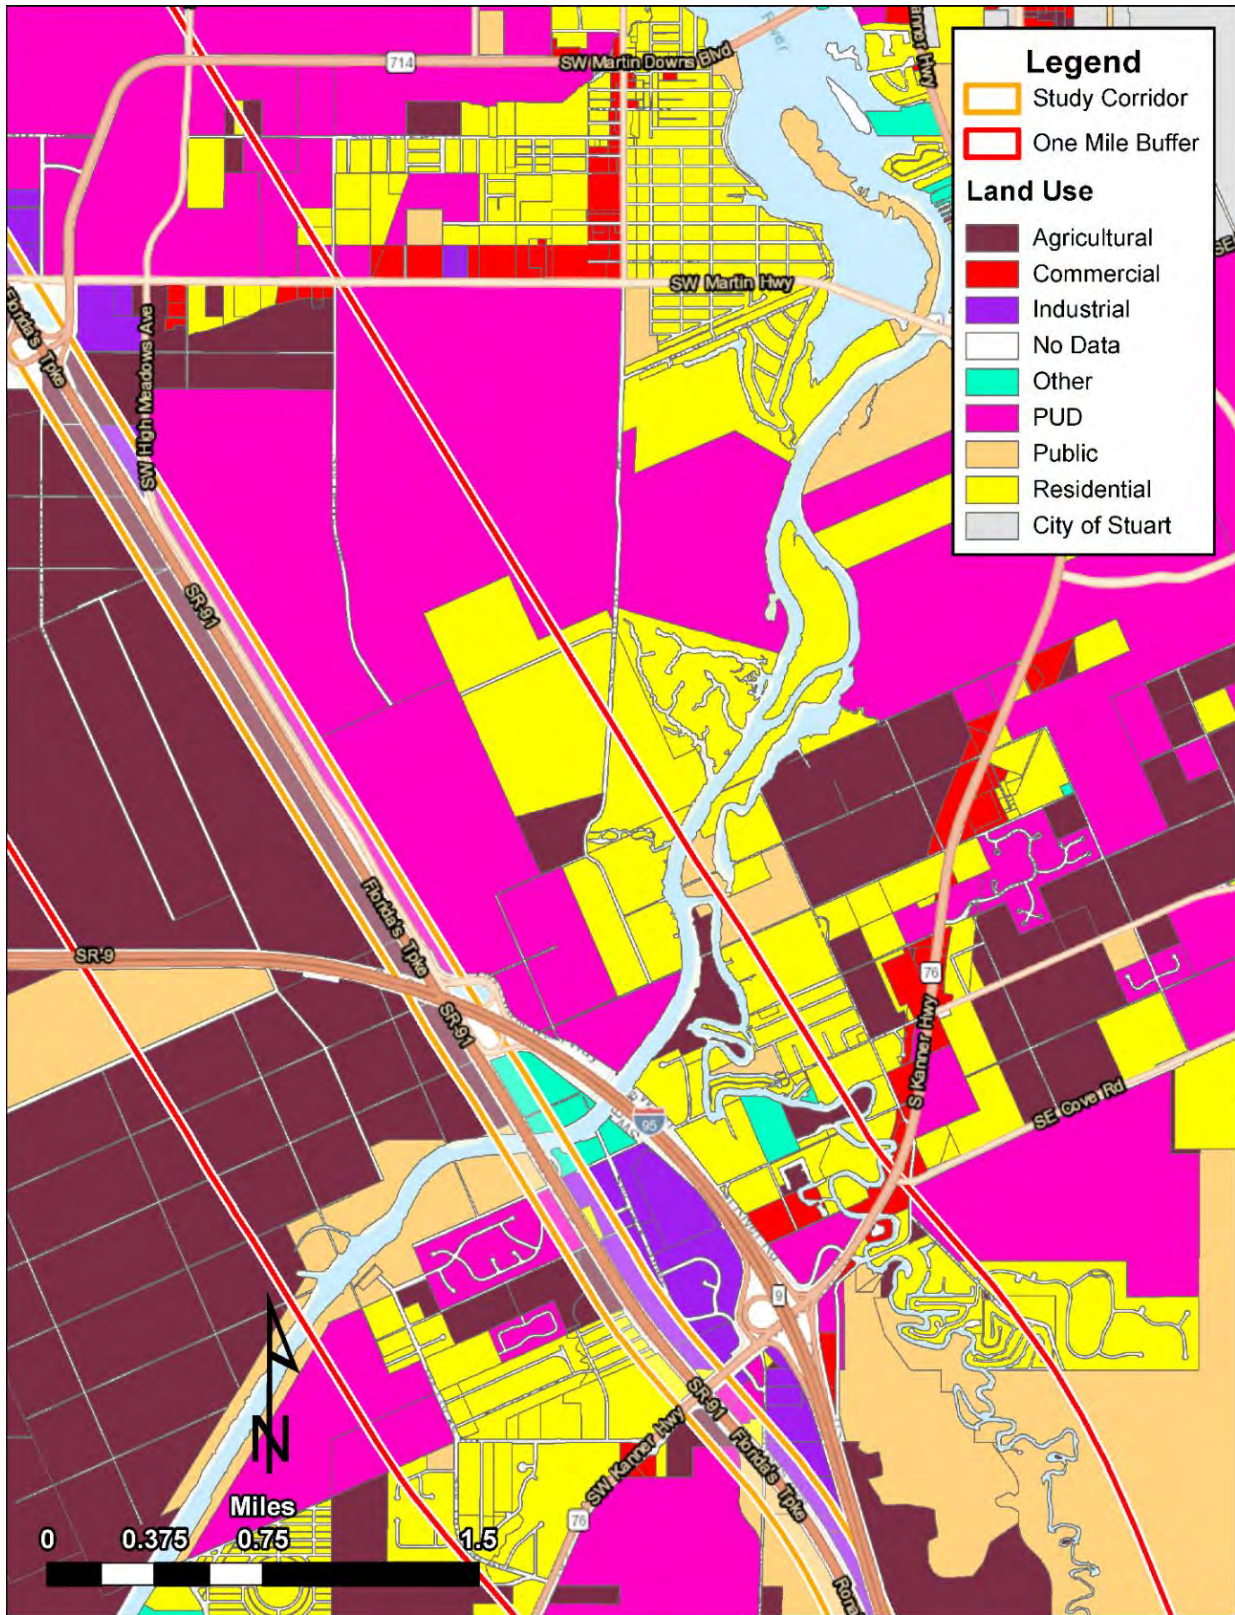 River
714
SW Martin Downs Blvd
Legend
Study Corridor
One Mile Buffer
Land Use
Agricultural
Commercial
Industrial
No Data
Other
PUD
Public
Residential
City of Stuart
Hwy
SE
SW Martin Hwy
Florida's Tpke
SW High Meadows Ave
SR-91
Florida's Tpke
SR-9
SR-91
76
S Kanner Hwy
SE Cove Rd
95
9
SR-91
Florida's Tpke
SW Kanner Hwy
76
N
Miles
0 0.375 0.75 1.5